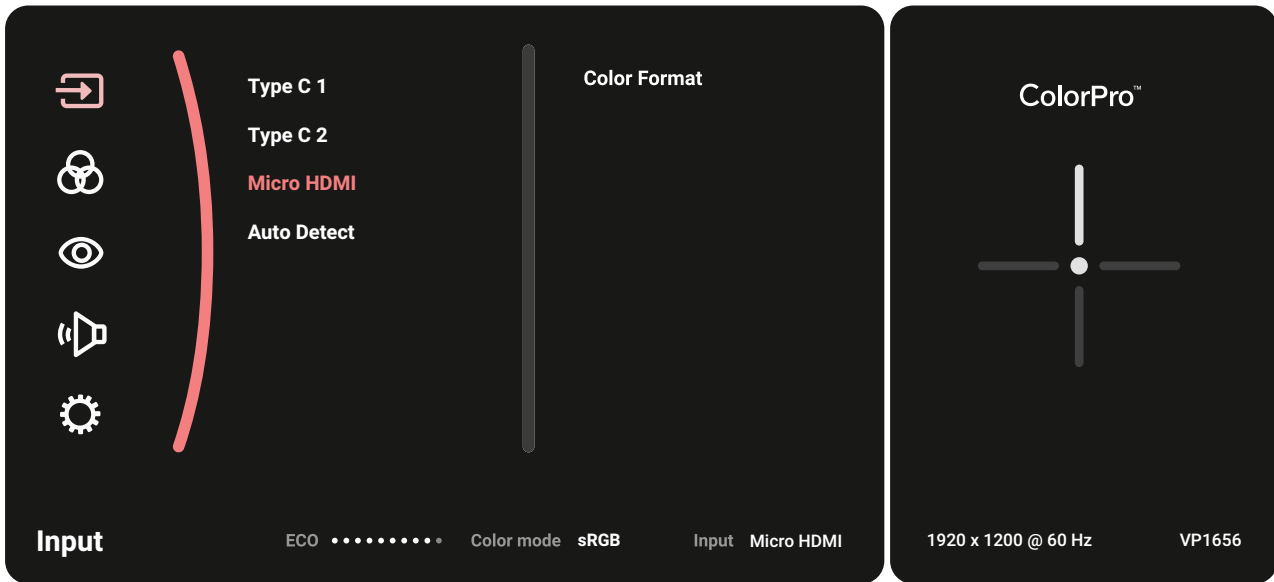 Type C 1
Type C 2
Micro HDMI
Auto Detect
Color Format
Input
ECO
Color mode sRGB
Input Micro HDMI
ColorPro™
1920 x 1200 @ 60 Hz
VP1656